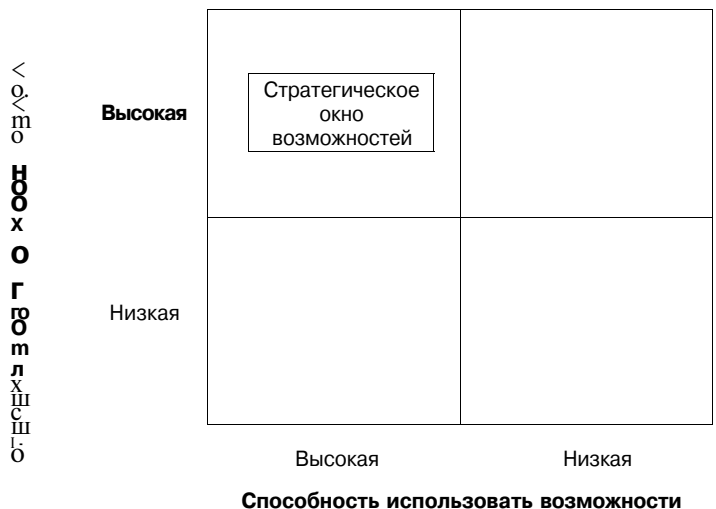 Стратегическое
окно
возможностей
Высокая
Низкая
Высокая Низкая
Способность использовать возможности